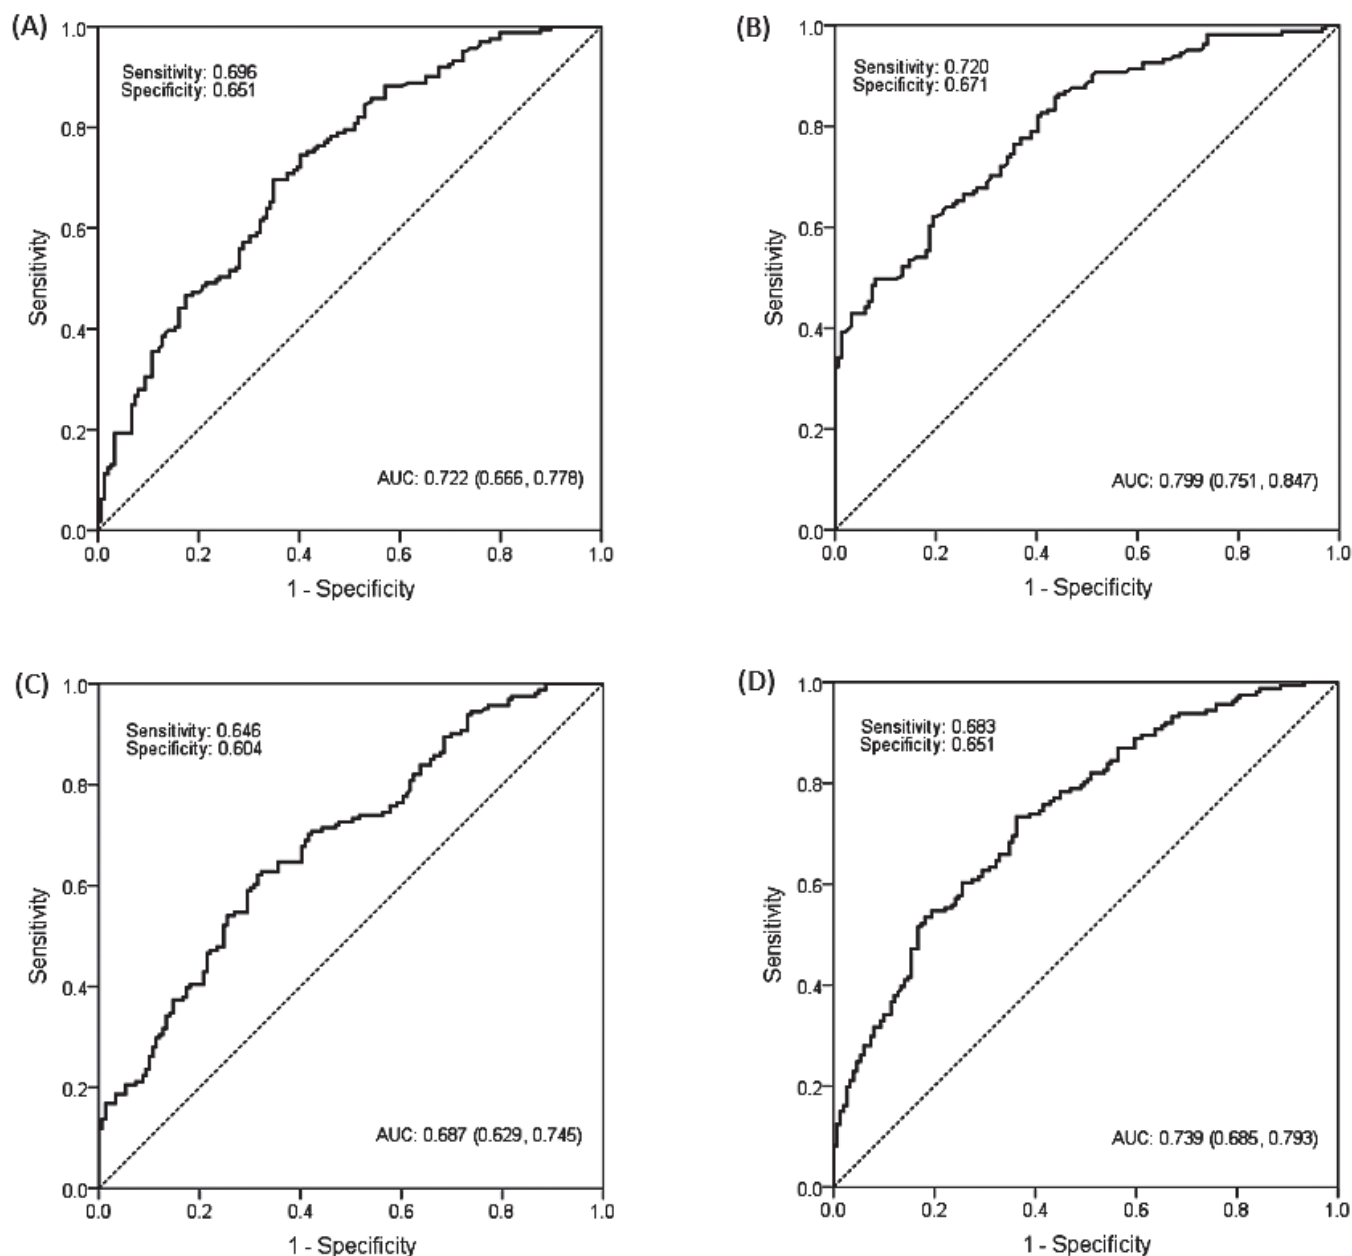 (A)
Sensitivity: 0.696
Specificity: 0.651
1.0
0.8
0.6
0.4
0.2
0.0
Sensitivity
AUC: 0.722 (0.666, 0.778)
0.0 0.2 0.4 0.6 0.8 1.0
1 - Specificity
(B)
Sensitivity: 0.720
Specificity: 0.671
1.0
0.8
0.6
0.4
0.2
0.0
Sensitivity
AUC: 0.799 (0.751, 0.847)
0.0 0.2 0.4 0.6 0.8 1.0
1 - Specificity
(C)
Sensitivity: 0.646
Specificity: 0.604
1.0
0.8
0.6
0.4
0.2
0.0
Sensitivity
AUC: 0.687 (0.629, 0.745)
0.0 0.2 0.4 0.6 0.8 1.0
1 - Specificity
(D)
Sensitivity: 0.683
Specificity: 0.651
1.0
0.8
0.6
0.4
0.2
0.0
Sensitivity
AUC: 0.739 (0.685, 0.793)
0.0 0.2 0.4 0.6 0.8 1.0
1 - Specificity